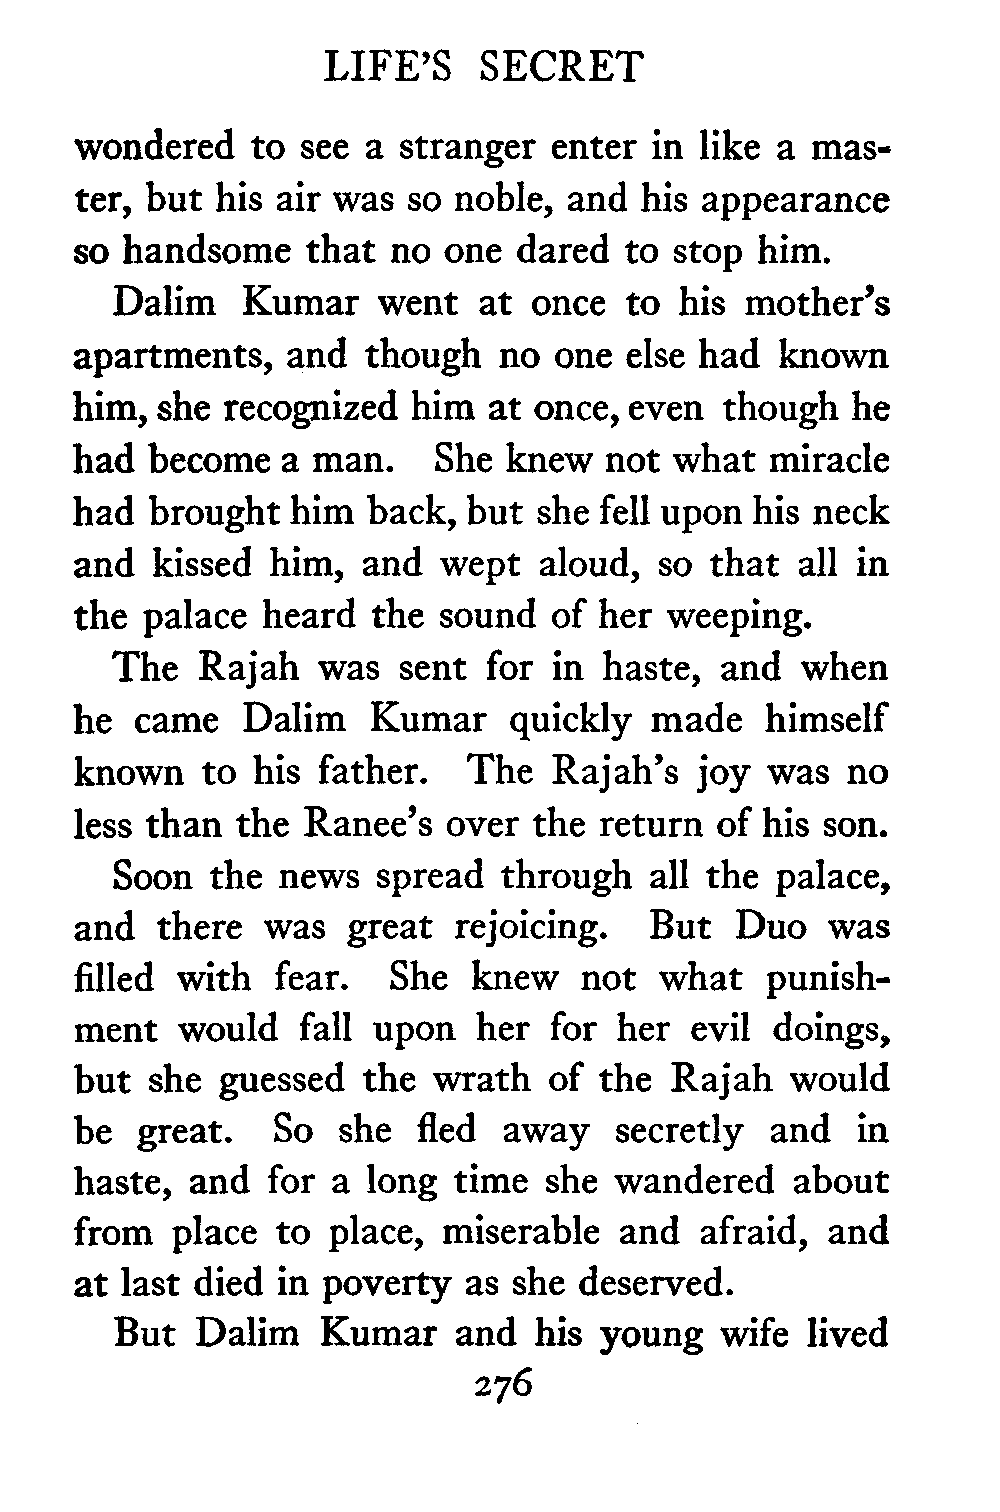 LIFE'S SECRET
wondered to see a stranger enter in like a mas-
ter, but his air was so noble, and his appearance
so handsome that no one dared to stop him.
Dalim Kumar went at once to his mother's
apartments, and though no one else had known
him, she recognized him at once, even though he
had become a man. She knew not what miracle
had brought him back, but she fell upon his neck
and kissed him, and wept aloud, so that all in
the palace heard the sound of her weeping.
The Rajah was sent for in haste, and when
he came Dalim Kumar quickly made himself
known to his father. The Rajah's joy was no
less than the Ranee's over the return of his son.
Soon the news spread through all the palace,
and there was great rejoicing. But Duo was
filled with fear. She knew not what punish-
ment would fall upon her for her evil doings,
but she guessed the wrath of the Rajah would
be great. So she fled away secretly and in
haste, and for a long time she wandered about
from place to place, miserable and afraid, and
at last died in poverty as she deserved.
But Dalim Kumar and his young wife lived
276